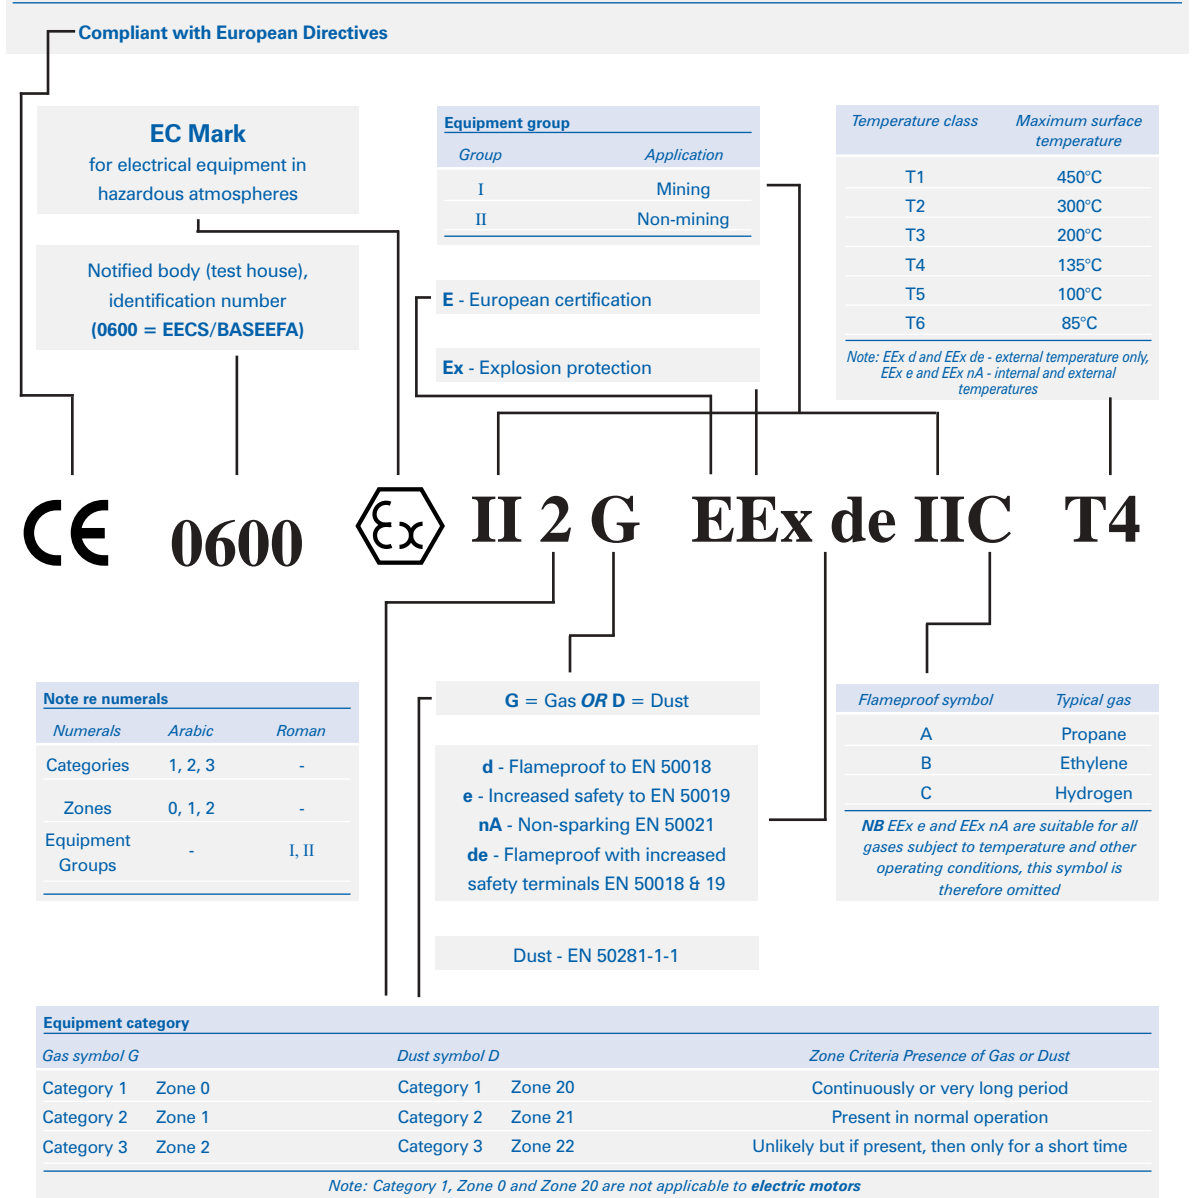 Compliant with European Directives
EC Mark
for electrical equipment in
hazardous atmospheres
Notified body (test house),
identification number
(0600 = EECS/BASEEFA)
Equipment group
Group Application
I Mining
II Non-mining
E - European certification
Ex - Explosion protection
Temperature class Maximum surface
temperature
T1 450°C
T2 300°C
T3 200°C
T4 135°C
T5 100°C
T6 85°C
Note: EEx d and EEx de - external temperature only,
EEx e and EEx nA - internal and external
temperatures
CE 0600 Ex II 2 G EEx de IIC T4
Note re numerals
Numerals Arabic Roman
Categories 1, 2, 3 -
Zones 0, 1, 2 -
Equipment
Groups - I, II
G = Gas OR D = Dust
d - Flameproof to EN 50018
e - Increased safety to EN 50019
nA - Non-sparking EN 50021
de - Flameproof with increased
safety terminals EN 50018 & 19
Dust - EN 50281-1-1
Flameproof symbol Typical gas
A Propane
B Ethylene
C Hydrogen
NB EEx e and EEx nA are suitable for all
gases subject to temperature and other
operating conditions, this symbol is
therefore omitted
Equipment category
Gas symbol G Dust symbol D Zone Criteria Presence of Gas or Dust
Category 1 Zone 0 Category 1 Zone 20 Continuously or very long period
Category 2 Zone 1 Category 2 Zone 21 Present in normal operation
Category 3 Zone 2 Category 3 Zone 22 Unlikely but if present, then only for a short time
Note: Category 1, Zone 0 and Zone 20 are not applicable to electric motors